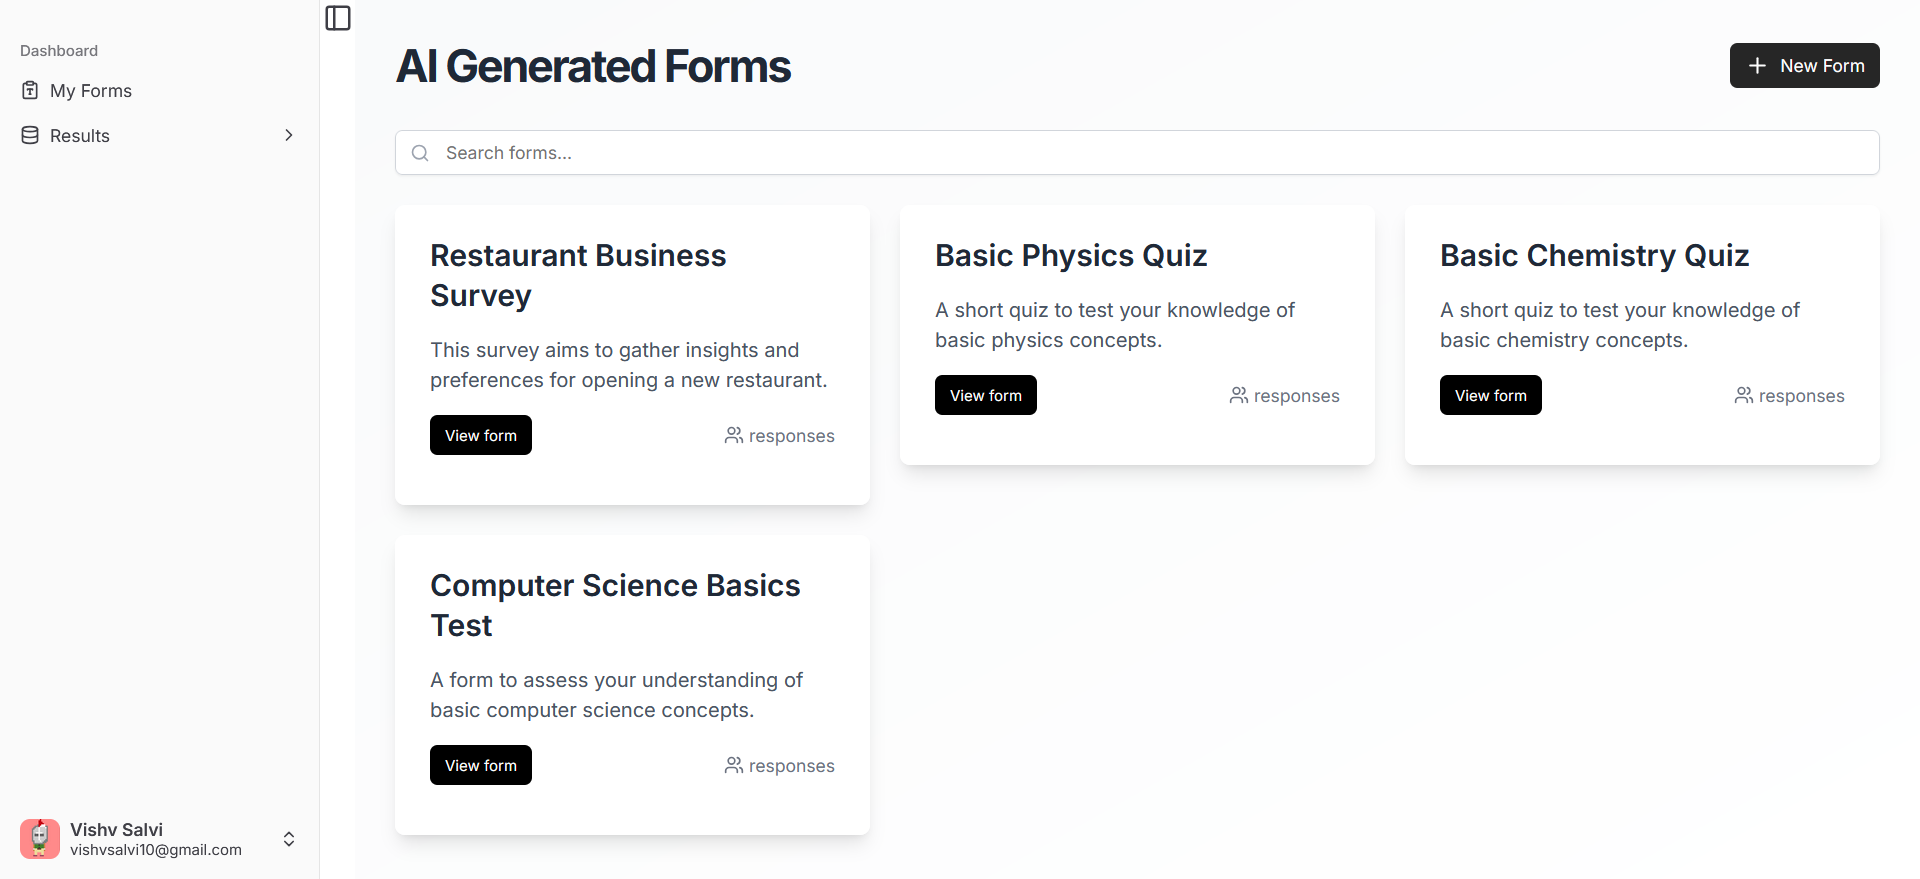 Dashboard
My Forms
Results
Vishv Salvi
vishvsalvi10@gmail.com
AI Generated Forms
New Form
Search forms...
Restaurant Business
Survey
This survey aims to gather insights and
preferences for opening a new restaurant.
View form
responses
Basic Physics Quiz
A short quiz to test your knowledge of
basic physics concepts.
View form
responses
Basic Chemistry Quiz
A short quiz to test your knowledge of
basic chemistry concepts.
View form
responses
Computer Science Basics
Test
A form to assess your understanding of
basic computer science concepts.
View form
responses